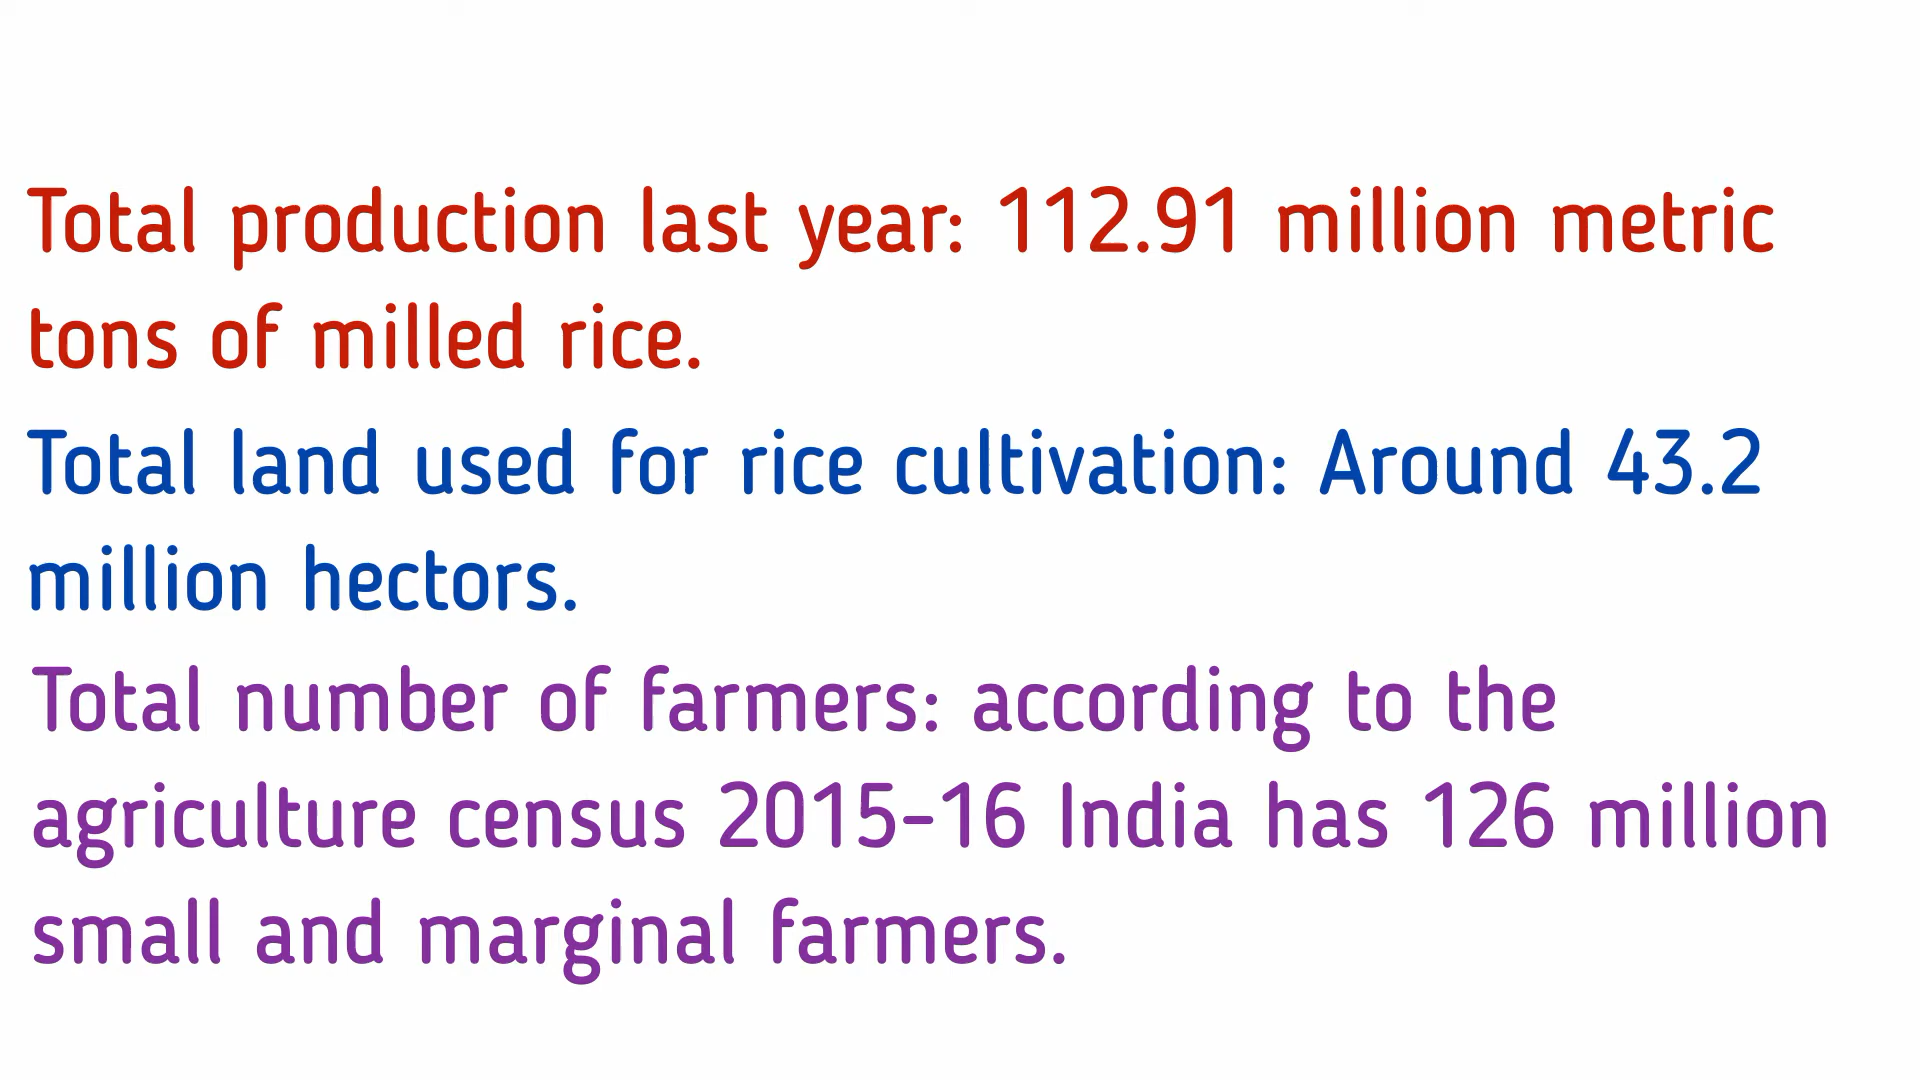 Total production last year: 112.91 million metric
tons of milled rice.
Total land used for rice cultivation: Around 43.2
million hectors.
Total number of farmers: according to the
agriculture census 2015-16 India has 126 million
small and marginal farmers.